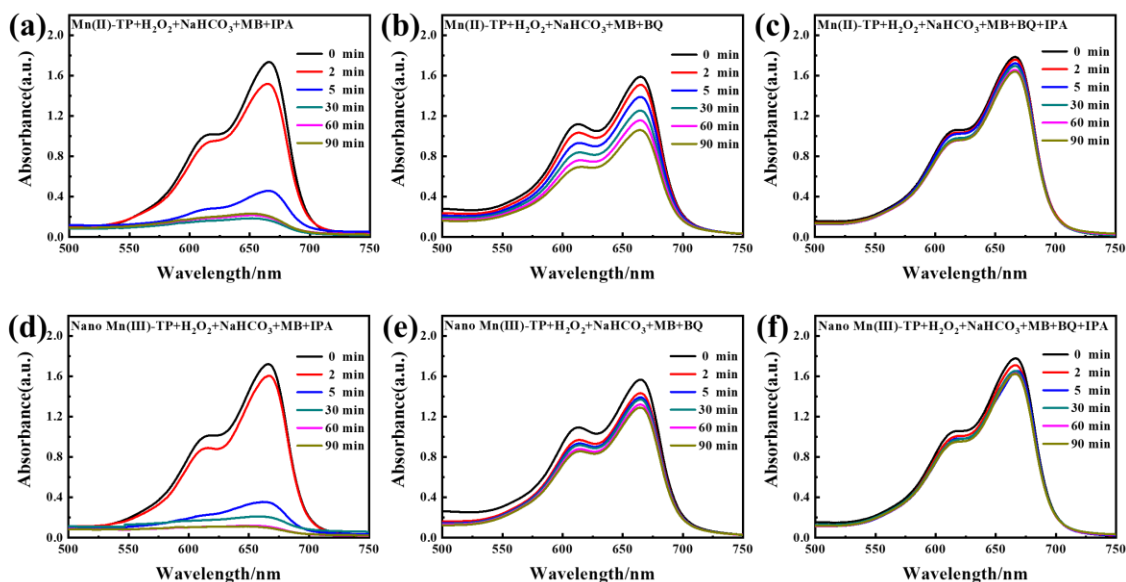 (a)
Mn(II)-TP+H₂O₂+NaHCO₃+MB+IPA
0 min
2 min
5 min
30 min
60 min
90 min
2.0
1.6
1.2
0.8
0.4
0.0
500 550 600 650 700 750
Absorbance(a.u.)
Wavelength/nm
(b)
Mn(II)-TP+H₂O₂+NaHCO₃+MB+BQ
0 min
2 min
5 min
30 min
60 min
90 min
2.0
1.6
1.2
0.8
0.4
0.0
500 550 600 650 700 750
Absorbance(a.u.)
Wavelength/nm
(c)
Mn(II)-TP+H₂O₂+NaHCO₃+MB+BQ+IPA
0 min
2 min
5 min
30 min
60 min
90 min
2.0
1.6
1.2
0.8
0.4
0.0
500 550 600 650 700 750
Absorbance(a.u.)
Wavelength/nm
(d)
Nano Mn(III)-TP+H₂O₂+NaHCO₃+MB+IPA
0 min
2 min
5 min
30 min
60 min
90 min
2.0
1.6
1.2
0.8
0.4
0.0
500 550 600 650 700 750
Absorbance(a.u.)
Wavelength/nm
(e)
Nano Mn(III)-TP+H₂O₂+NaHCO₃+MB+BQ
0 min
2 min
5 min
30 min
60 min
90 min
2.0
1.6
1.2
0.8
0.4
0.0
500 550 600 650 700 750
Absorbance(a.u.)
Wavelength/nm
(f)
Nano Mn(III)-TP+H₂O₂+NaHCO₃+MB+BQ+IPA
0 min
2 min
5 min
30 min
60 min
90 min
2.0
1.6
1.2
0.8
0.4
0.0
500 550 600 650 700 750
Absorbance(a.u.)
Wavelength/nm